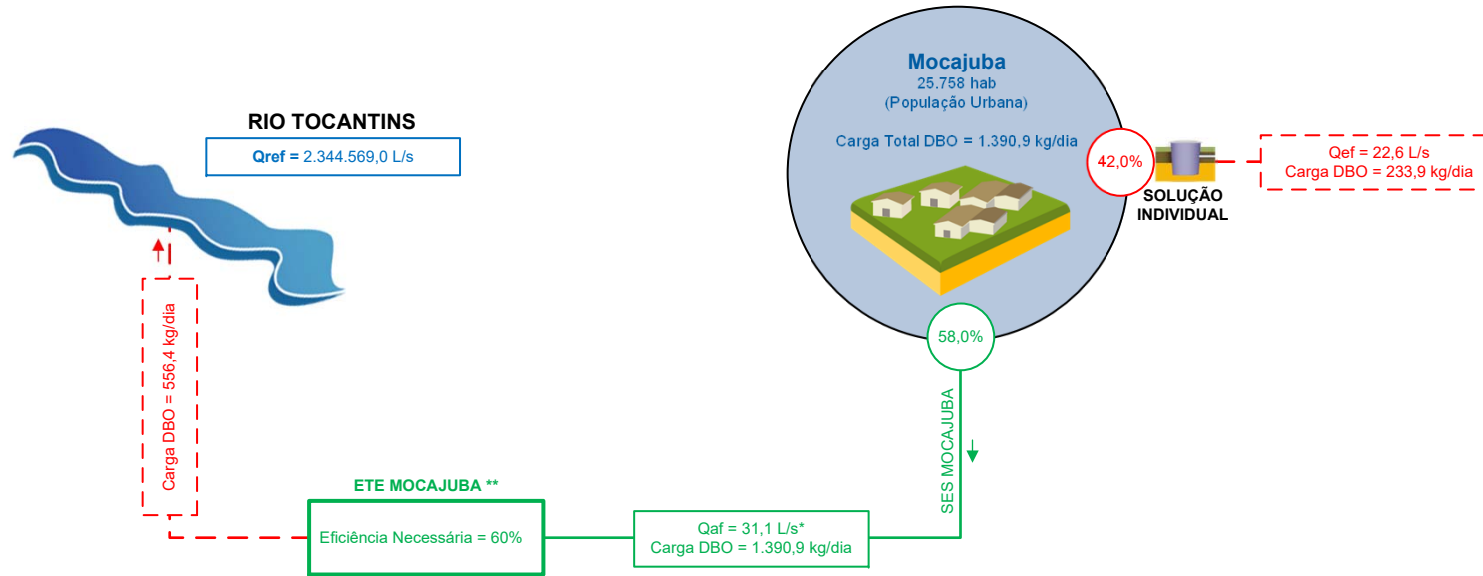 Mocajuba
25.758 hab
(População Urbana)
Carga Total DBO = 1.390,9 kg/dia
RIO TOCANTINS
Qref = 2.344.569,0 L/s
42,0%
SOLUÇÃO
INDIVIDUAL
Qef = 22,6 L/s
Carga DBO = 233,9 kg/dia
58,0%
SES MOCAJUBA
Carga DBO = 556,4 kg/dia
ETE MOCAJUBA **
Eficiência Necessária = 60%
Qaf = 31,1 L/s*
Carga DBO = 1.390,9 kg/dia